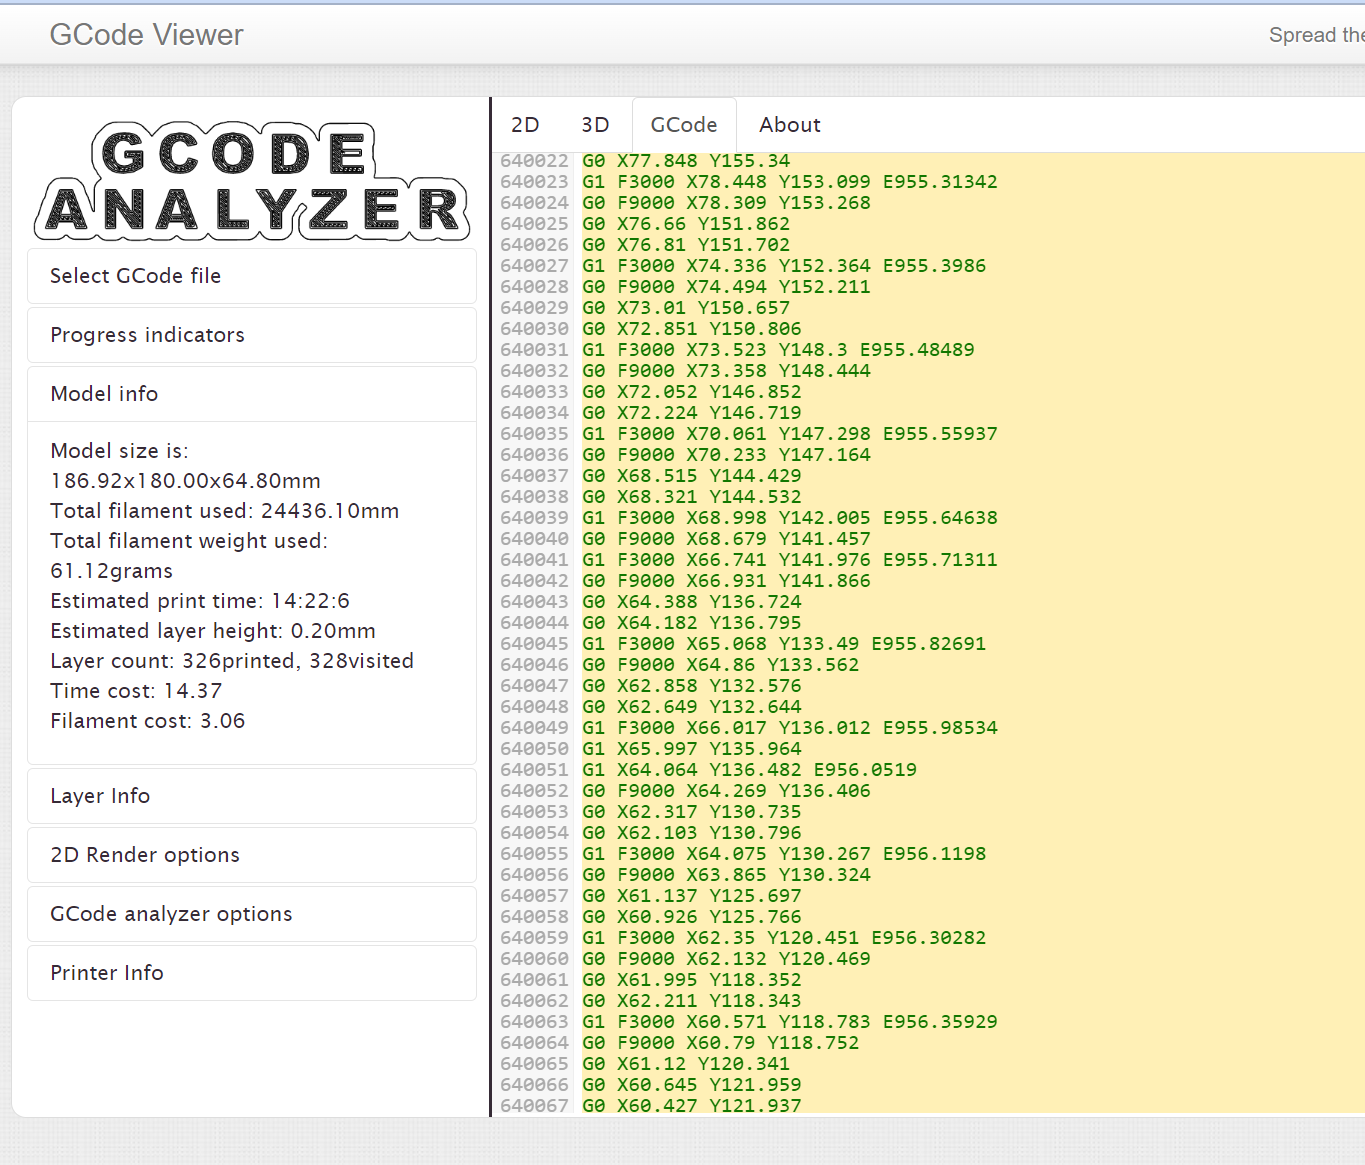 GCode Viewer
Spread the
GCODE
ANALYZER
Select GCode file
Progress indicators
Model info
Model size is:
186.92x180.00x64.80mm
Total filament used: 24436.10mm
Total filament weight used:
61.12grams
Estimated print time: 14:22:6
Estimated layer height: 0.20mm
Layer count: 326printed, 328visited
Time cost: 14.37
Filament cost: 3.06
Layer Info
2D Render options
GCode analyzer options
Printer Info
2D 3D GCode About
640022 G0 X77.848 Y155.34
640023 G1 F3000 X78.448 Y153.099 E955.31342
640024 G0 F9000 X78.309 Y153.268
640025 G0 X76.66 Y151.862
640026 G0 X76.81 Y151.702
640027 G1 F3000 X74.336 Y152.364 E955.3986
640028 G0 F9000 X74.494 Y152.211
640029 G0 X73.01 Y150.657
640030 G0 X72.851 Y150.806
640031 G1 F3000 X73.523 Y148.3 E955.48489
640032 G0 F9000 X73.358 Y148.444
640033 G0 X72.052 Y146.852
640034 G0 X72.224 Y146.719
640035 G1 F3000 X70.061 Y147.298 E955.55937
640036 G0 F9000 X70.233 Y147.164
640037 G0 X68.515 Y144.429
640038 G0 X68.321 Y144.532
640039 G1 F3000 X68.998 Y142.005 E955.64638
640040 G0 F9000 X68.679 Y141.457
640041 G1 F3000 X66.741 Y141.976 E955.71311
640042 G0 F9000 X66.931 Y141.866
640043 G0 X64.388 Y136.724
640044 G0 X64.182 Y136.795
640045 G1 F3000 X65.068 Y133.49 E955.82691
640046 G0 F9000 X64.86 Y133.562
640047 G0 X62.858 Y132.576
640048 G0 X62.649 Y132.644
640049 G1 F3000 X66.017 Y136.012 E955.98534
640050 G1 X65.997 Y135.964
640051 G1 X64.064 Y136.482 E956.0519
640052 G0 F9000 X64.269 Y136.406
640053 G0 X62.317 Y130.735
640054 G0 X62.103 Y130.796
640055 G1 F3000 X64.075 Y130.267 E956.1198
640056 G0 F9000 X63.865 Y130.324
640057 G0 X61.137 Y125.697
640058 G0 X60.926 Y125.766
640059 G1 F3000 X62.35 Y120.451 E956.30282
640060 G0 F9000 X62.132 Y120.469
640061 G0 X61.995 Y118.352
640062 G0 X62.211 Y118.343
640063 G1 F3000 X60.571 Y118.783 E956.35929
640064 G0 F9000 X60.79 Y118.752
640065 G0 X61.12 Y120.341
640066 G0 X60.645 Y121.959
640067 G0 X60.427 Y121.937